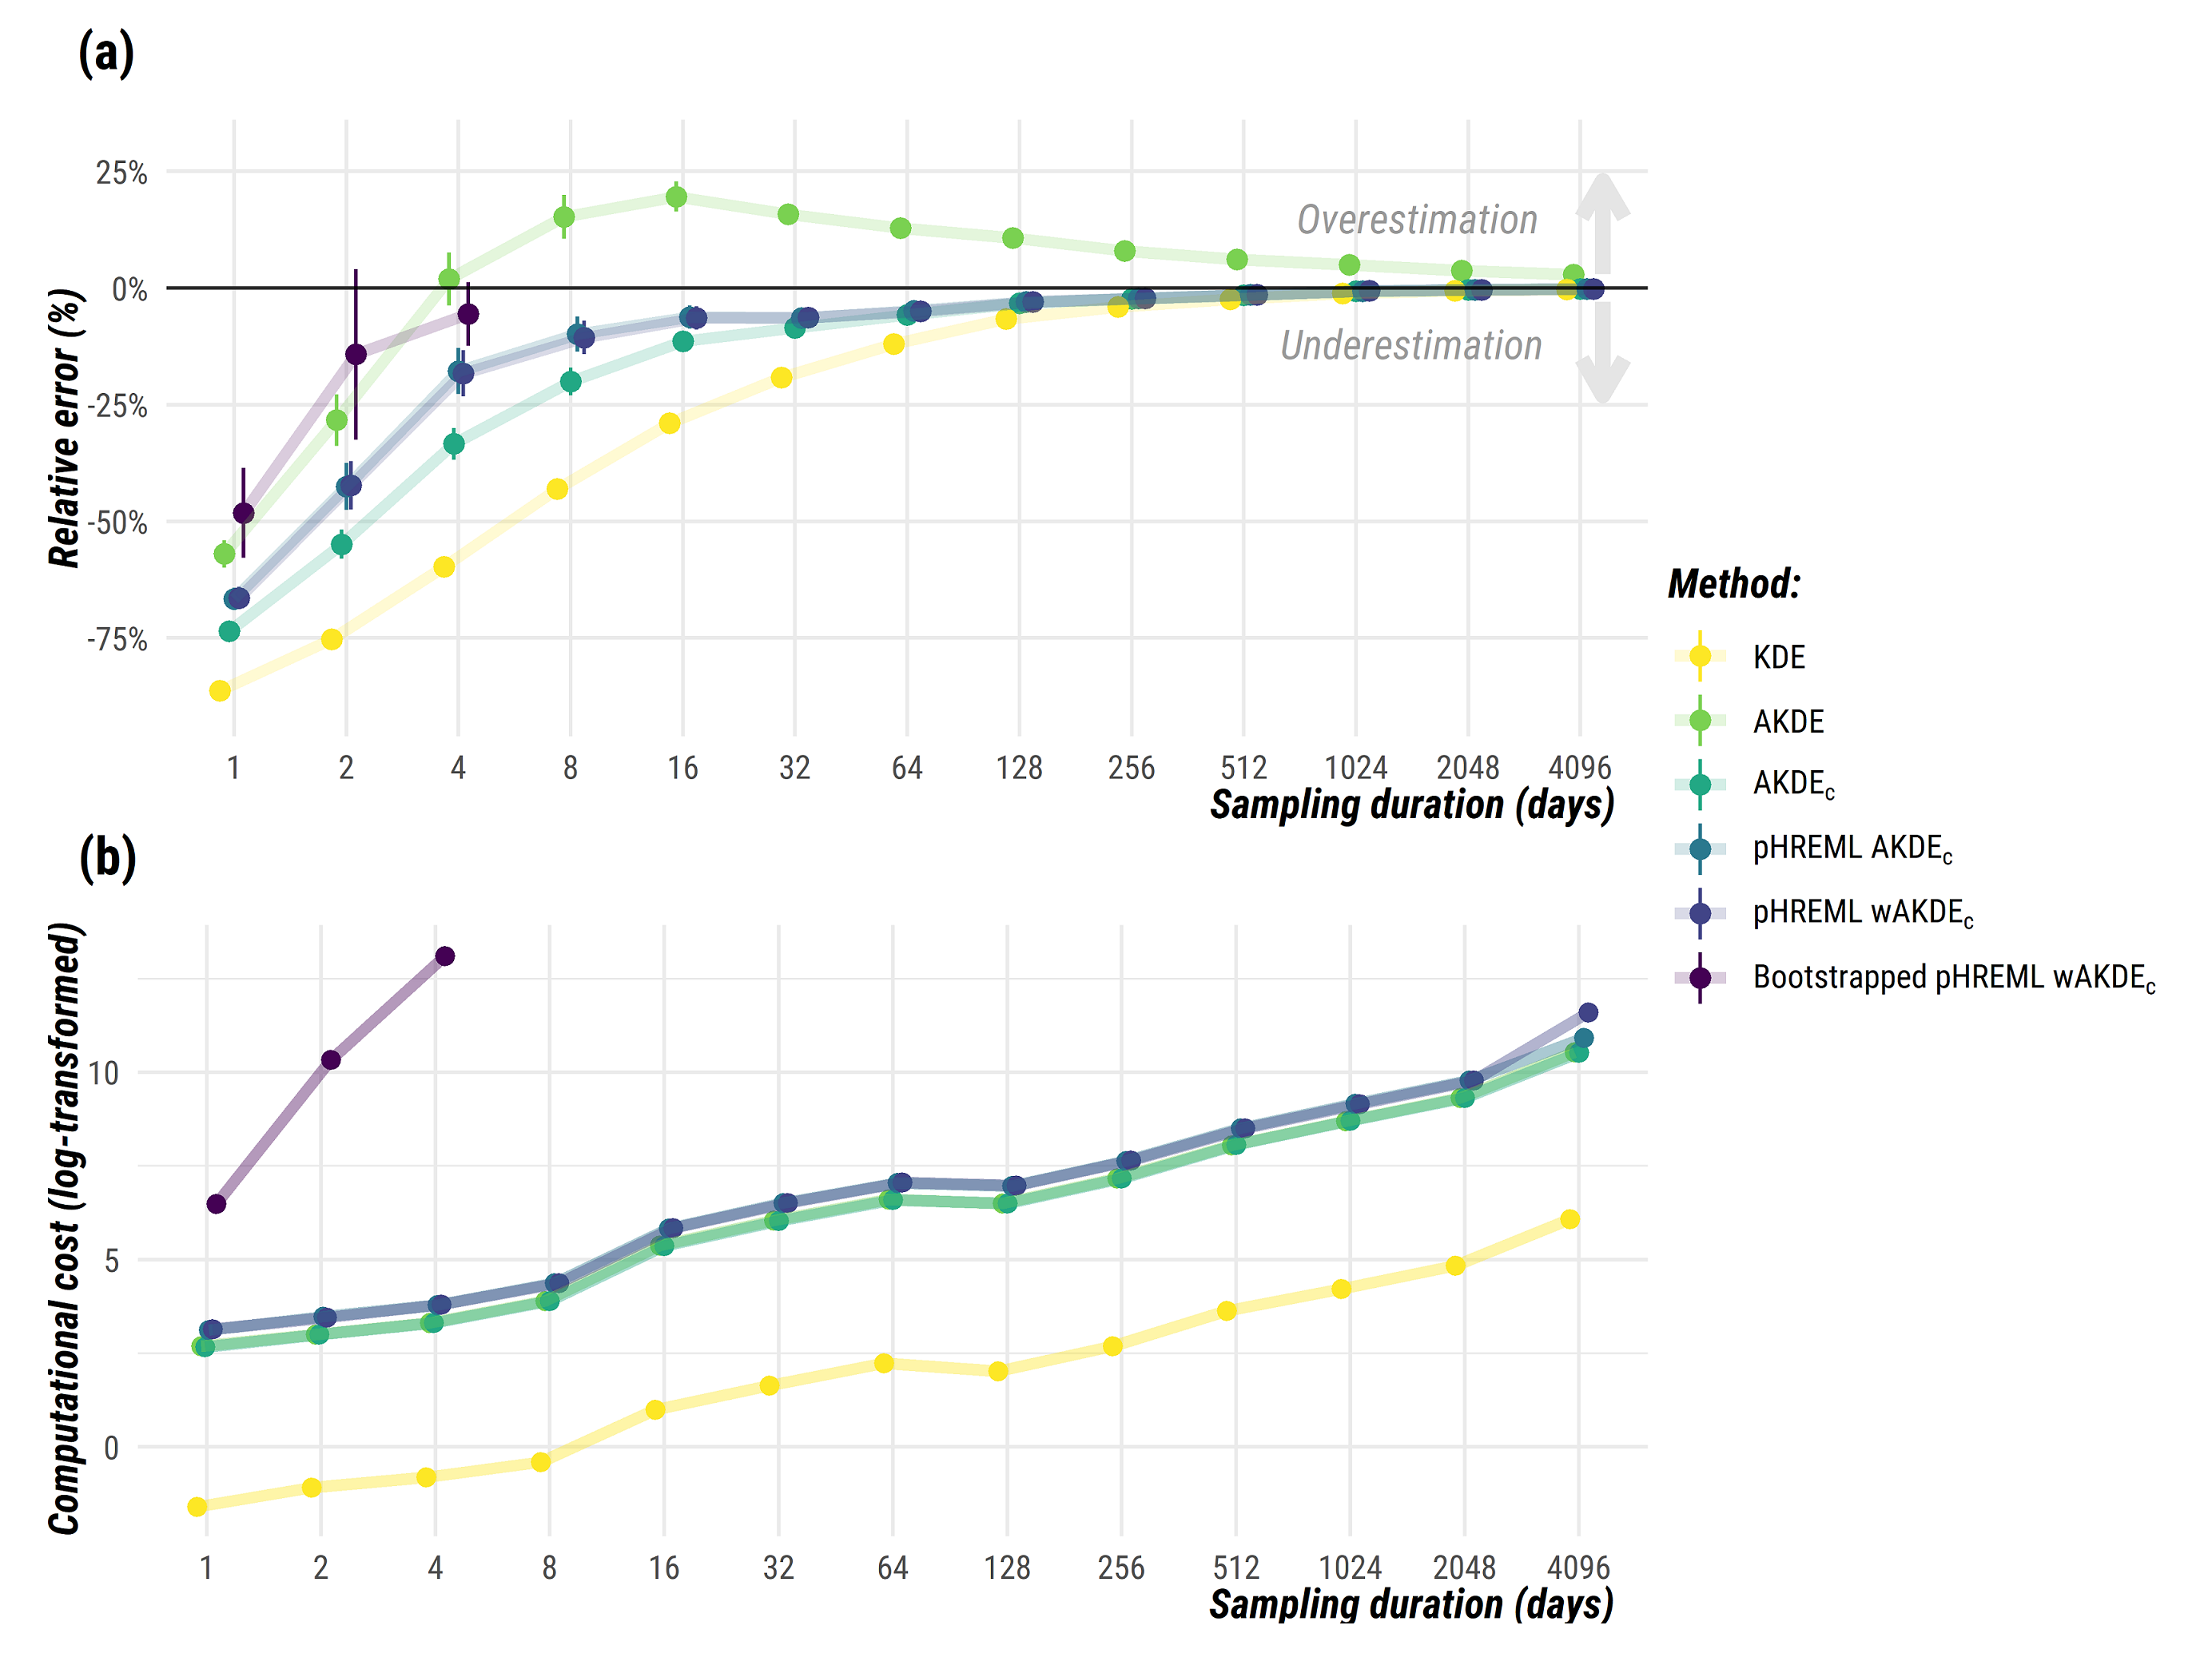 (a)
25%
0%
-25%
-50%
-75%
Relative error (%)
Overestimation
Underestimation
1 2 4 8 16 32 64 128 256 512 1024 2048 4096
Sampling duration (days)
Method:
KDE
AKDE
AKDEc
pHREML AKDEc
pHREML wAKDEc
Bootstrapped pHREML wAKDEc
(b)
10
5
0
Computational cost (log-transformed)
1 2 4 8 16 32 64 128 256 512 1024 2048 4096
Sampling duration (days)